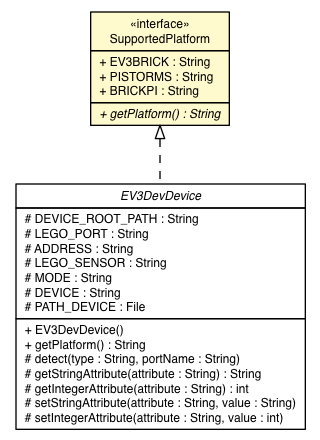 «interface»
SupportedPlatform
+ EV3BRICK : String
+ PISTORMS : String
+ BRICKPI : String
+ getPlatform() : String
EV3DevDevice
# DEVICE_ROOT_PATH : String
# LEGO_PORT : String
# ADDRESS : String
# LEGO_SENSOR : String
# MODE : String
# DEVICE : String
# PATH_DEVICE : File
+ EV3DevDevice()
+ getPlatform() : String
# detect(type : String, portName : String)
# getStringAttribute(attribute : String) : String
# getIntegerAttribute(attribute : String) : int
# setStringAttribute(attribute : String, value : String)
# setIntegerAttribute(attribute : String, value : int)